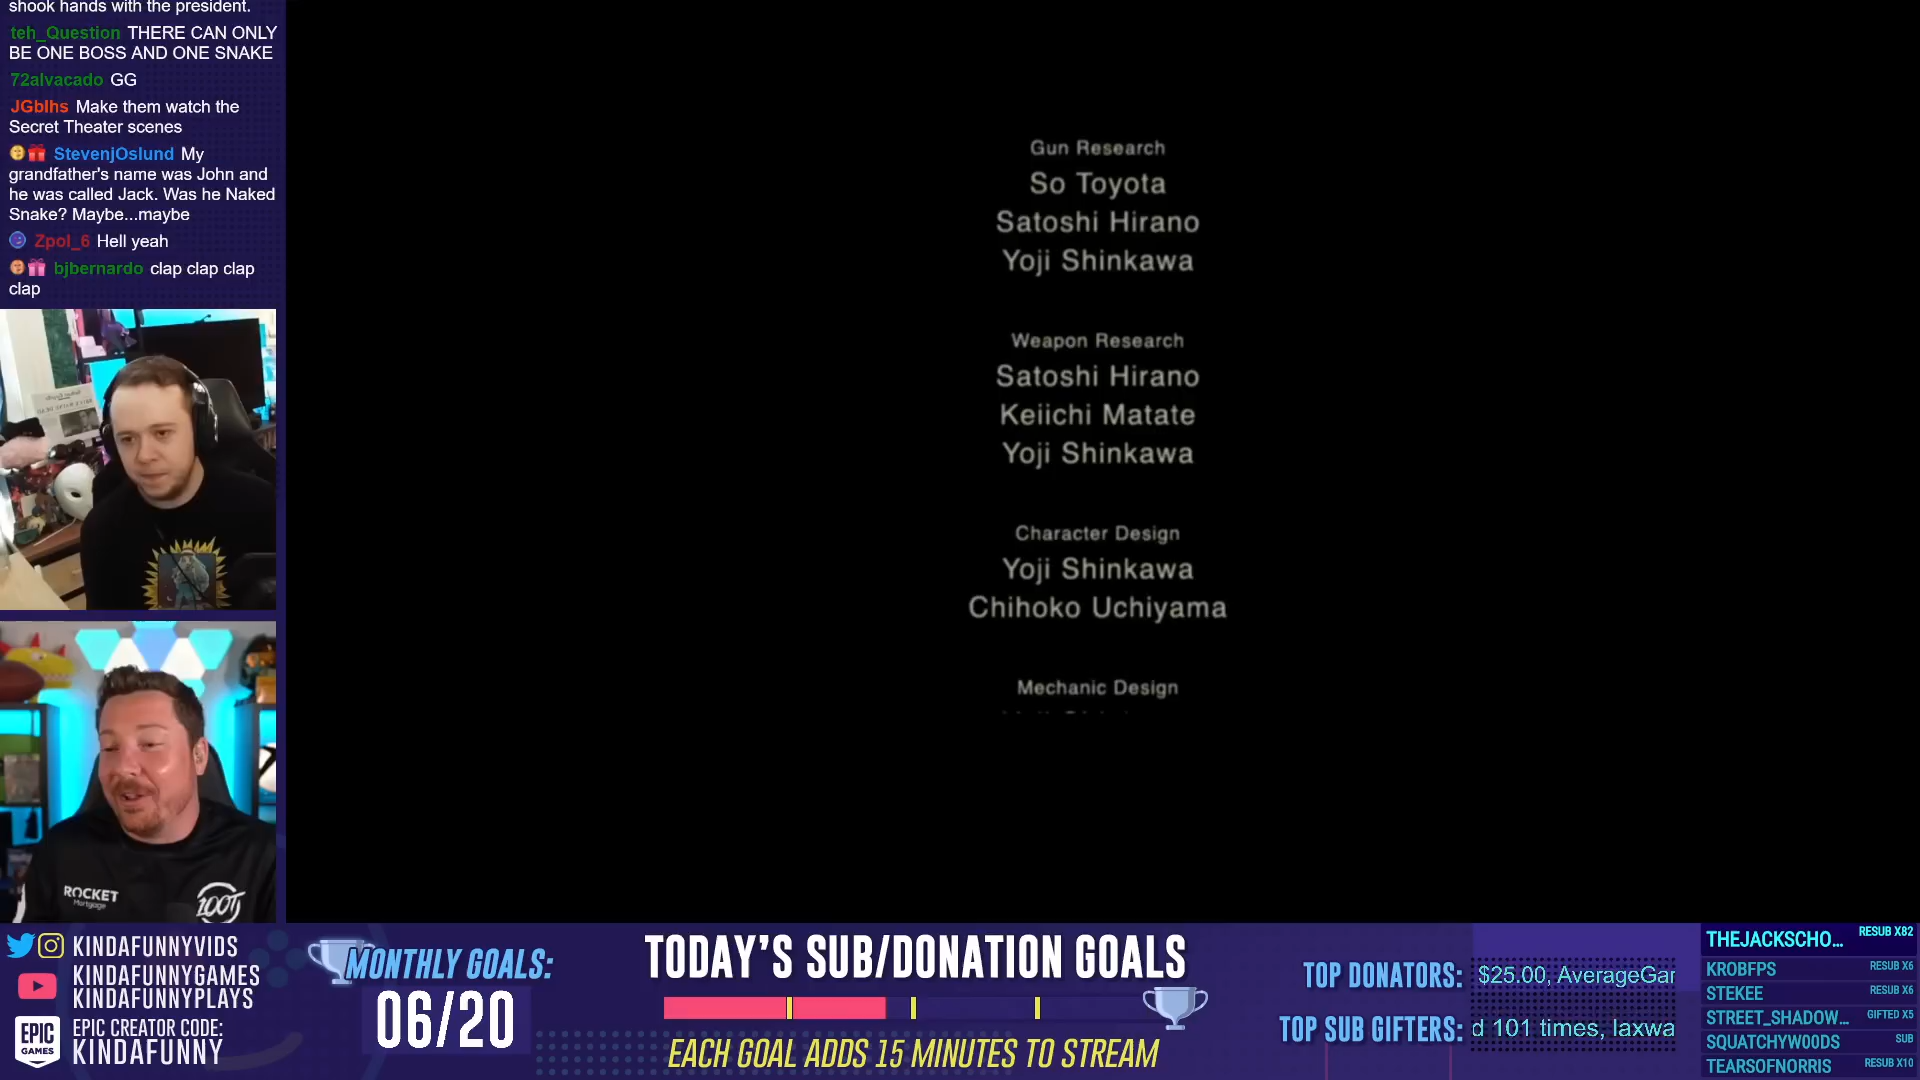 shook hands with the president.
teh_Question THERE CAN ONLY
BE ONE BOSS AND ONE SNAKE
72alvacado GG
JGblhs Make them watch the
Secret Theater scenes
StevenjOslund My
grandfather's name was John and
he was called Jack. Was he Naked
Snake? Maybe...maybe
Zpol_6 Hell yeah
bjbernardo clap clap clap
clap
Gun Research
So Toyota
Satoshi Hirano
Yoji Shinkawa
Weapon Research
Satoshi Hirano
Keiichi Matate
Yoji Shinkawa
Character Design
Yoji Shinkawa
Chihoko Uchiyama
Mechanic Design
ROCKET
Mortgage
100T
KINDAFUNNYVIDS
KINDAFUNNYGAMES
KINDAFUNNYPLAYS
EPIC GAMES
EPIC CREATOR CODE:
KINDAFUNNY
MONTHLY GOALS:
06/20
TODAY'S SUB/DONATION GOALS
EACH GOAL ADDS 15 MINUTES TO STREAM
TOP DONATORS: $25.00, AverageGar
TOP SUB GIFTERS: d 101 times, laxwa
THEJACKSCHO... RESUB X82
KROBFPS RESUB X6
STEKEE RESUB X6
STREET_SHADOW... GIFTED X5
SQUATCHYW00DS SUB
TEARSOFNORRIS RESUB X10